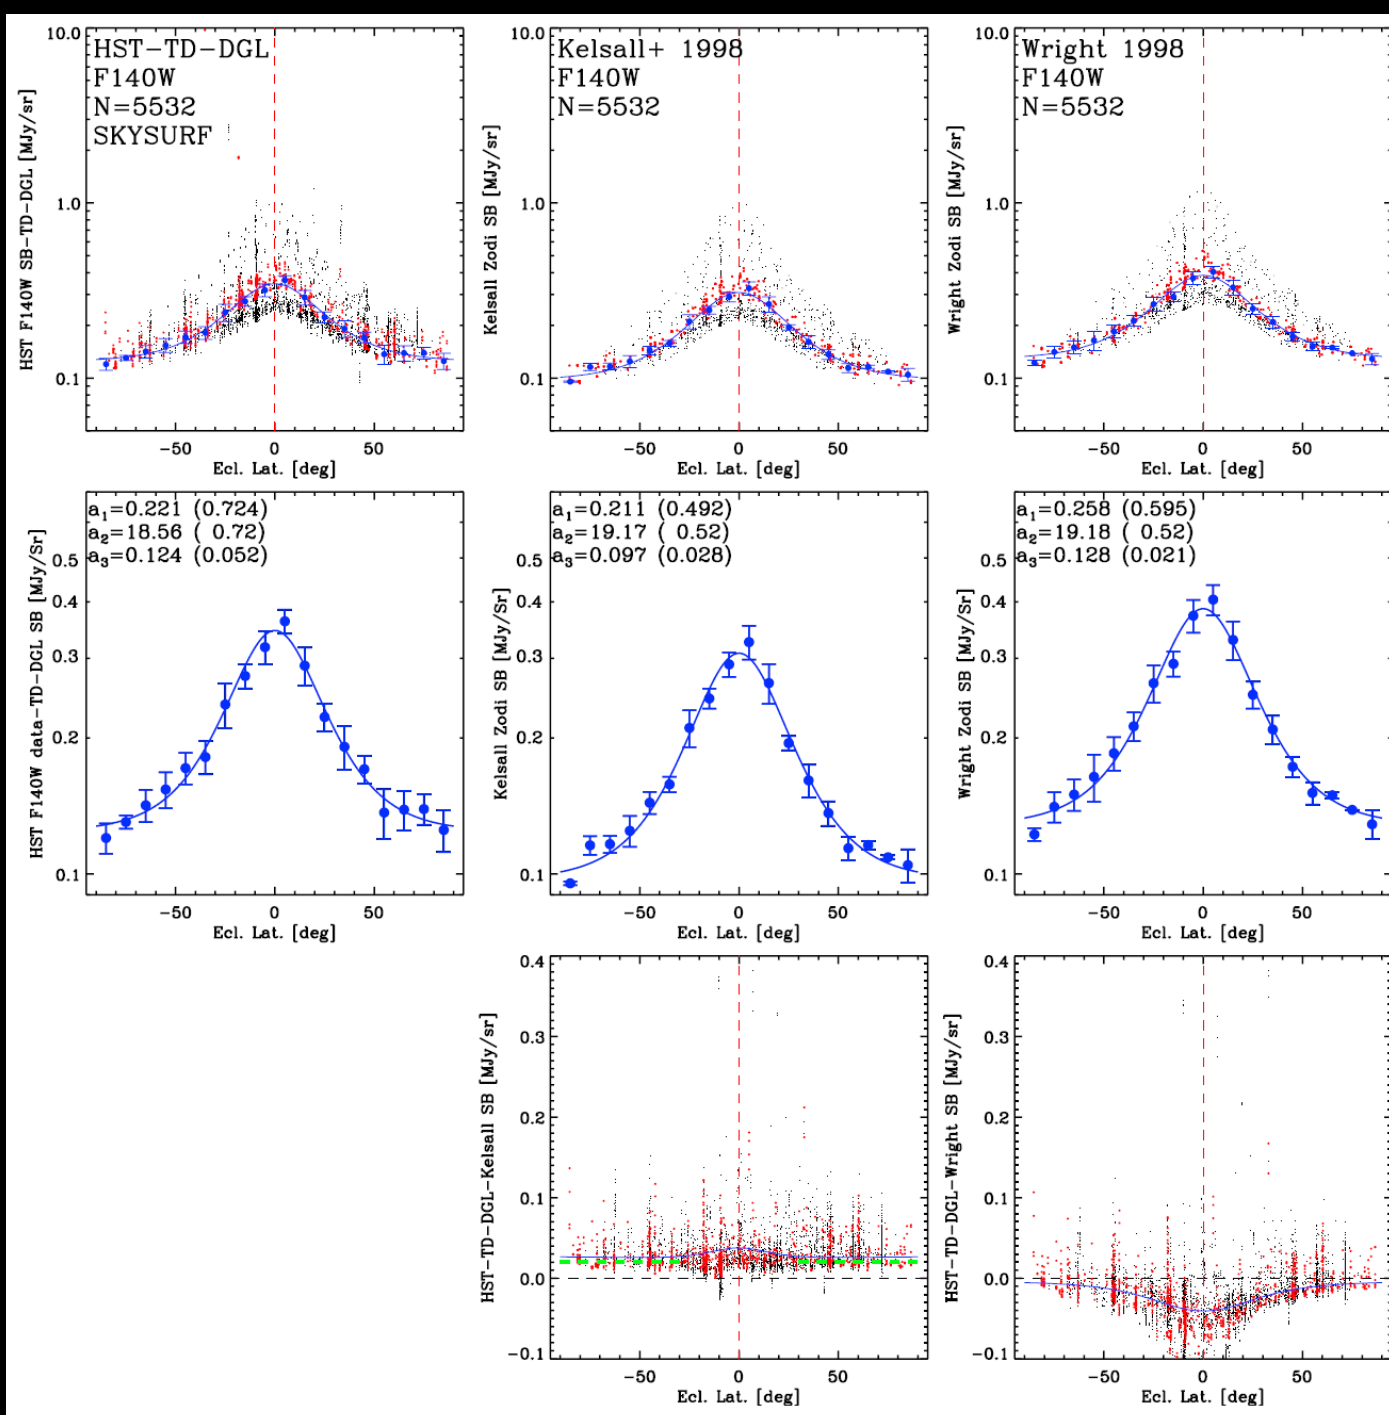 HST-TD-DGL
F140W
N=5532
SKYSURF
HST F140W SB-TD-DGL [MJy/sr]
10.0
1.0
0.1
-50 0 50
Ecl. Lat. [deg]
Kelsall+ 1998
F140W
N=5532
Kelsall Zodi SB [MJy/sr]
10.0
1.0
0.1
-50 0 50
Ecl. Lat. [deg]
Wright 1998
F140W
N=5532
Wright Zodi SB [MJy/sr]
10.0
1.0
0.1
-50 0 50
Ecl. Lat. [deg]
a₁=0.221 (0.724)
a₂=18.56 ( 0.72)
a₃=0.124 (0.052)
HST F140W data-TD-DGL SB [MJy/Sr]
0.5
0.4
0.3
0.2
0.1
-50 0 50
Ecl. Lat. [deg]
a₁=0.211 (0.492)
a₂=19.17 ( 0.52)
a₃=0.097 (0.028)
Kelsall Zodi SB [MJy/Sr]
0.5
0.4
0.3
0.2
0.1
-50 0 50
Ecl. Lat. [deg]
a₁=0.258 (0.595)
a₂=19.18 ( 0.52)
a₃=0.128 (0.021)
Wright Zodi SB [MJy/Sr]
0.5
0.4
0.3
0.2
0.1
-50 0 50
Ecl. Lat. [deg]
HST-TD-DGL-Kelsall SB [MJy/sr]
0.4
0.3
0.2
0.1
0.0
-0.1
-50 0 50
Ecl. Lat. [deg]
HST-TD-DGL-Wright SB [MJy/sr]
0.4
0.3
0.2
0.1
0.0
-0.1
-50 0 50
Ecl. Lat. [deg]